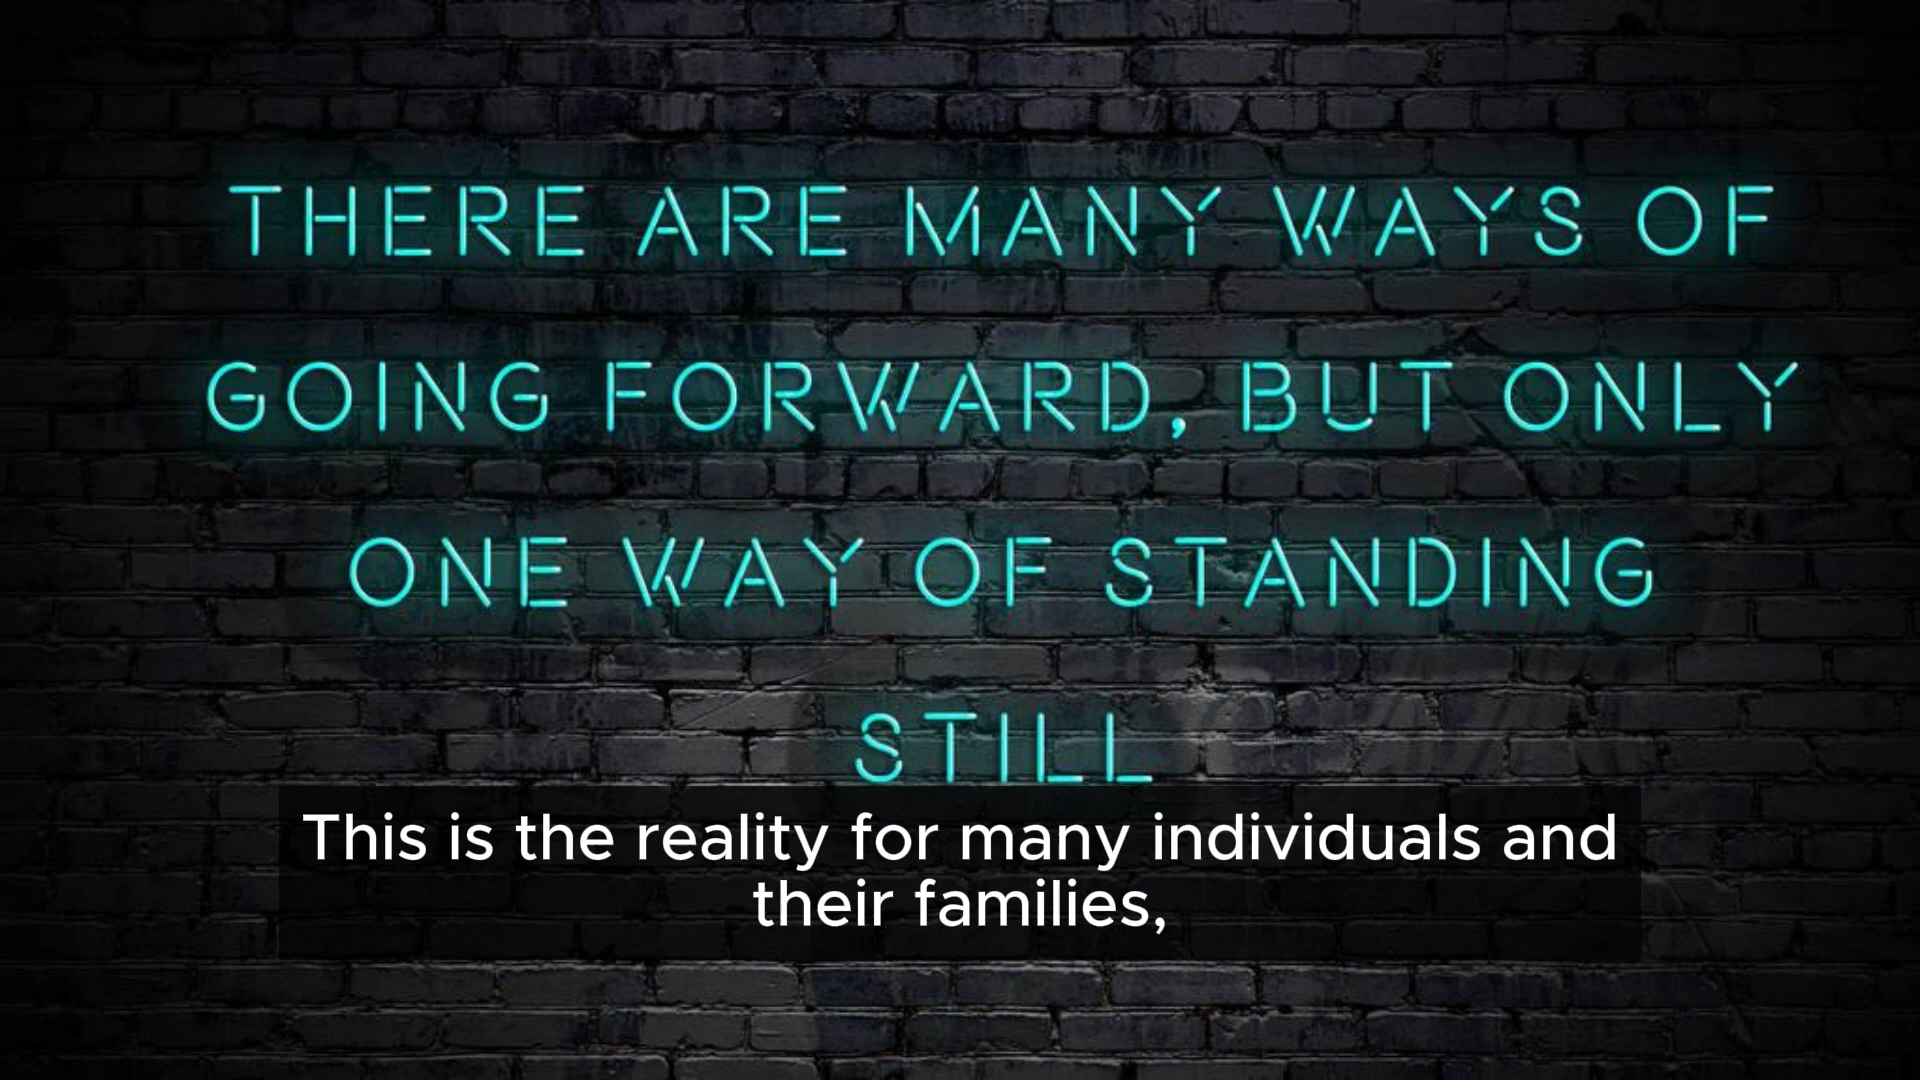 THERE ARE MANY WAYS OF
GOING FORWARD, BUT ONLY
ONE WAY OF STANDING
STILL
This is the reality for many individuals and
their families,